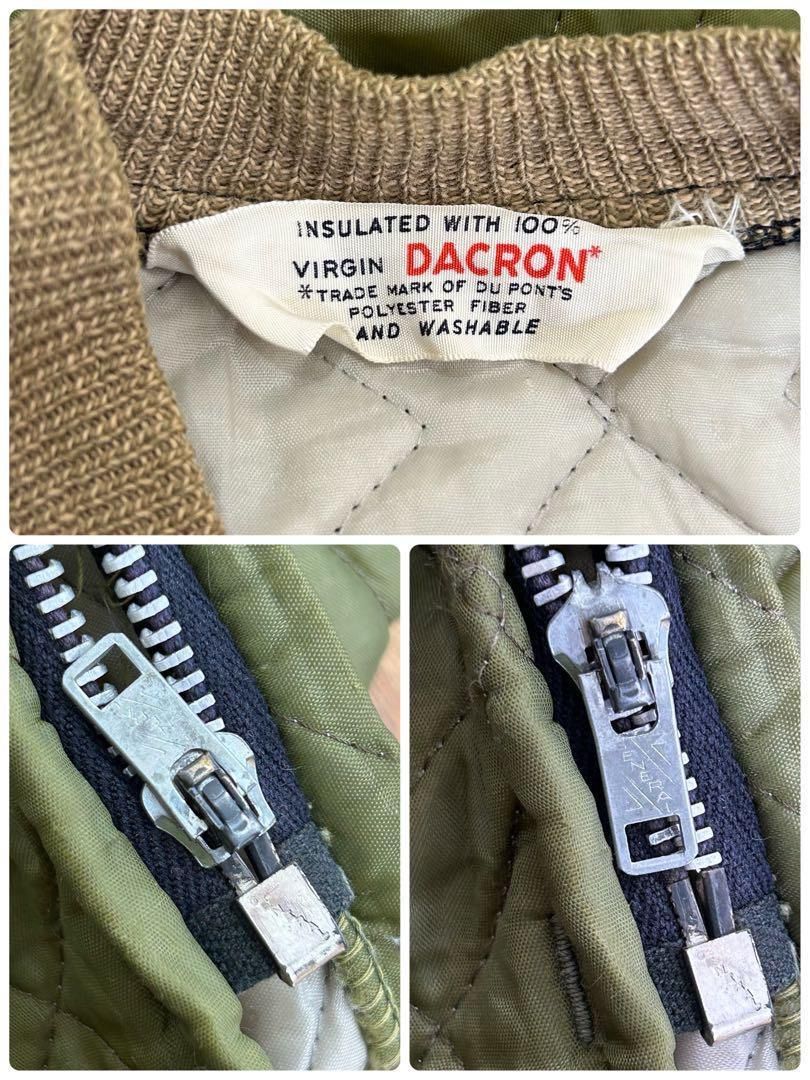 INSULATED WITH 100%
VIRGIN DACRON*
*TRADE MARK OF DU PONT'S
POLYESTER FIBER
AND WASHABLE
GENERAL